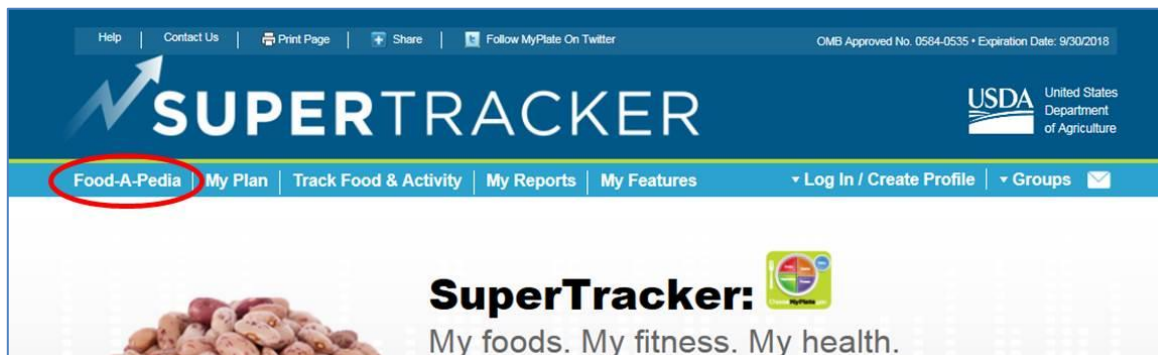 Help | Contact Us | Print Page | Share | Follow MyPlate On Twitter OMB Approved No. 0584-0535 • Expiration Date: 9/30/2018
SUPERTRACKER
USDA United States
Department
of Agriculture
Food-A-Pedia | My Plan | Track Food & Activity | My Reports | My Features Log In / Create Profile | Groups
SuperTracker:
My foods. My fitness. My health.